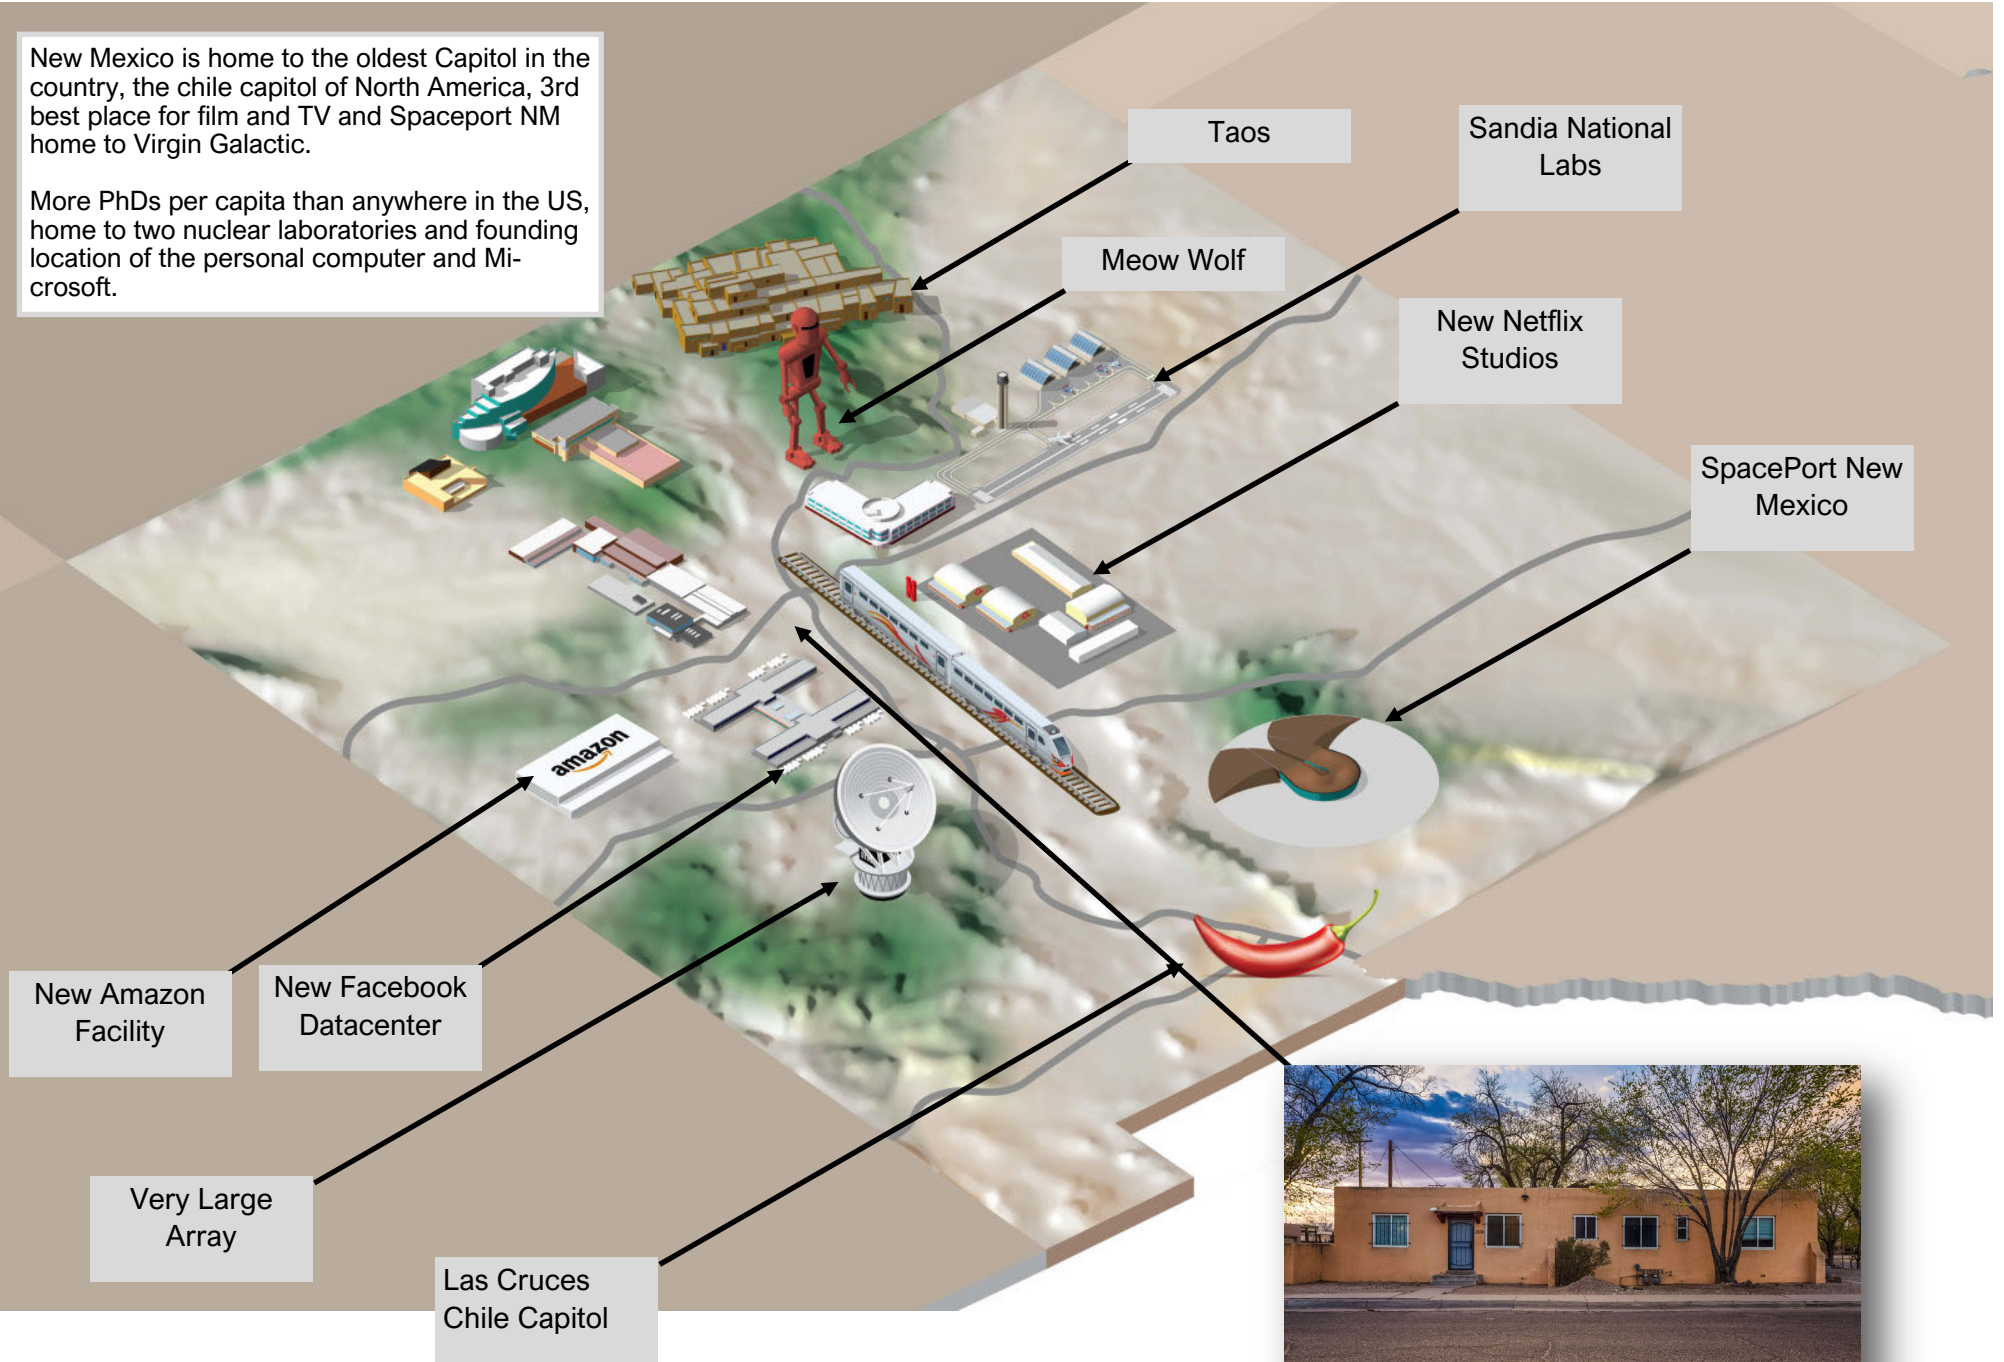 New Mexico is home to the oldest Capitol in the
country, the chile capitol of North America, 3rd
best place for film and TV and Spaceport NM
home to Virgin Galactic.
More PhDs per capita than anywhere in the US,
home to two nuclear laboratories and founding
location of the personal computer and Mi-
crosoft.
Taos
Sandia National
Labs
Meow Wolf
New Netflix
Studios
SpacePort New
Mexico
N
amazon
New Amazon
Facility
New Facebook
Datacenter
Very Large
Array
Las Cruces
Chile Capitol